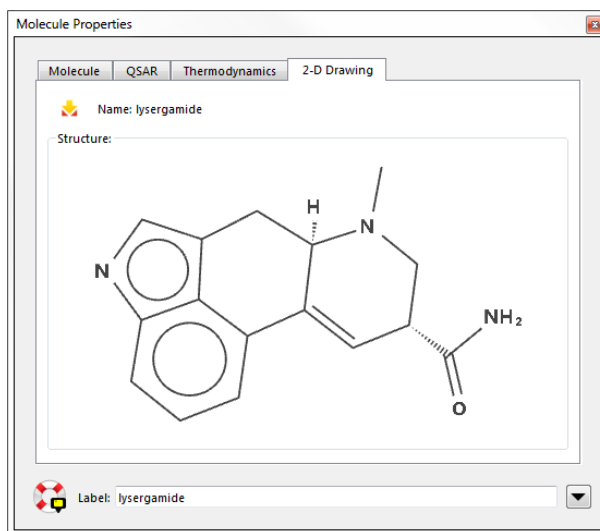 Molecule Properties
Molecule QSAR Thermodynamics 2-D Drawing
Name: lysergamide
Structure:
H
N
N
NH₂
O
Label: lysergamide